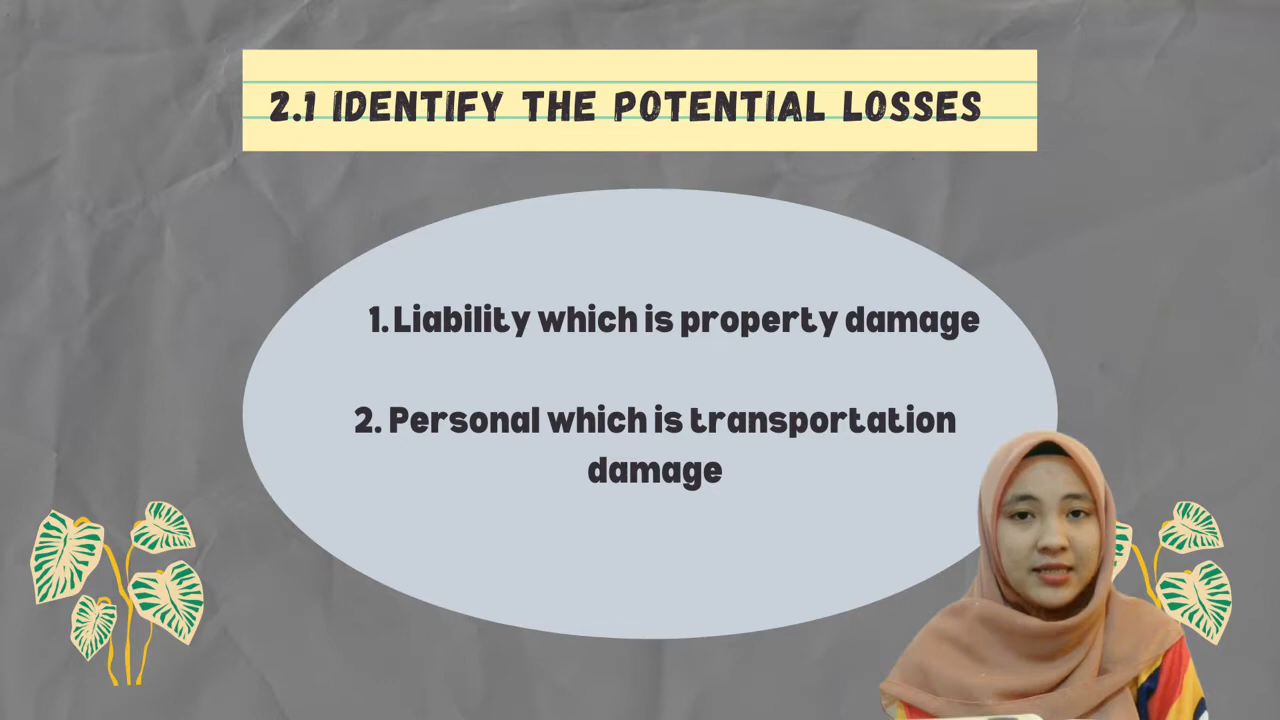 2.1 IDENTIFY THE POTENTIAL LOSSES
1. Liability which is property damage
2. Personal which is transportation
damage